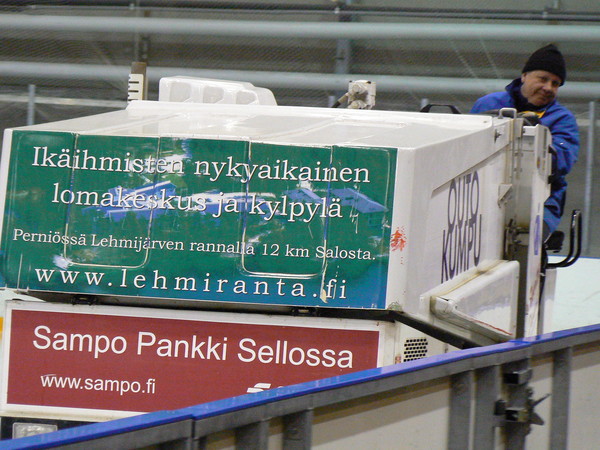 Ikäihmisten nykyaikainen
lomakeskus ja kylpylä
Perniössä Lehmijärven rannalla 12 km Salosta.
www.lehmiranta.fi
OUTO
KUMPU
Sampo Pankki Sellossa
www.sampo.fi